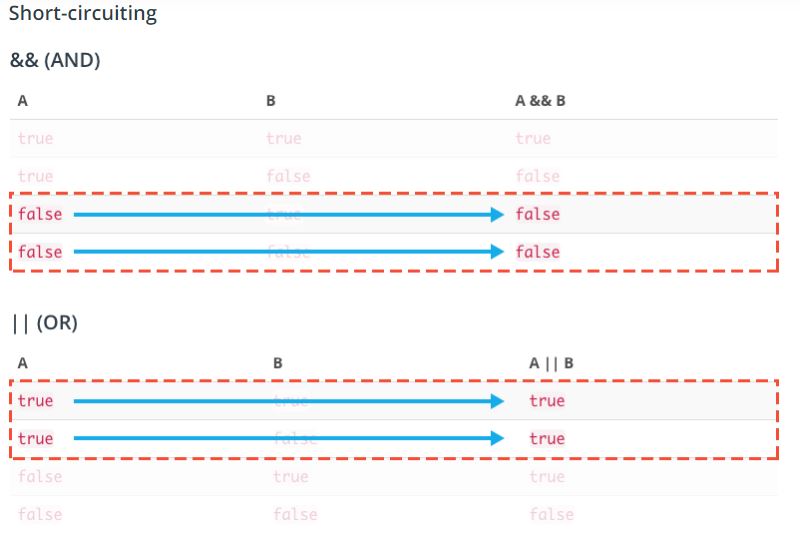 Short-circuiting
&& (AND)
A B A && B
true true true
true false false
false true false
false false false
|| (OR)
A B A || B
true true true
true false true
false true true
false false false